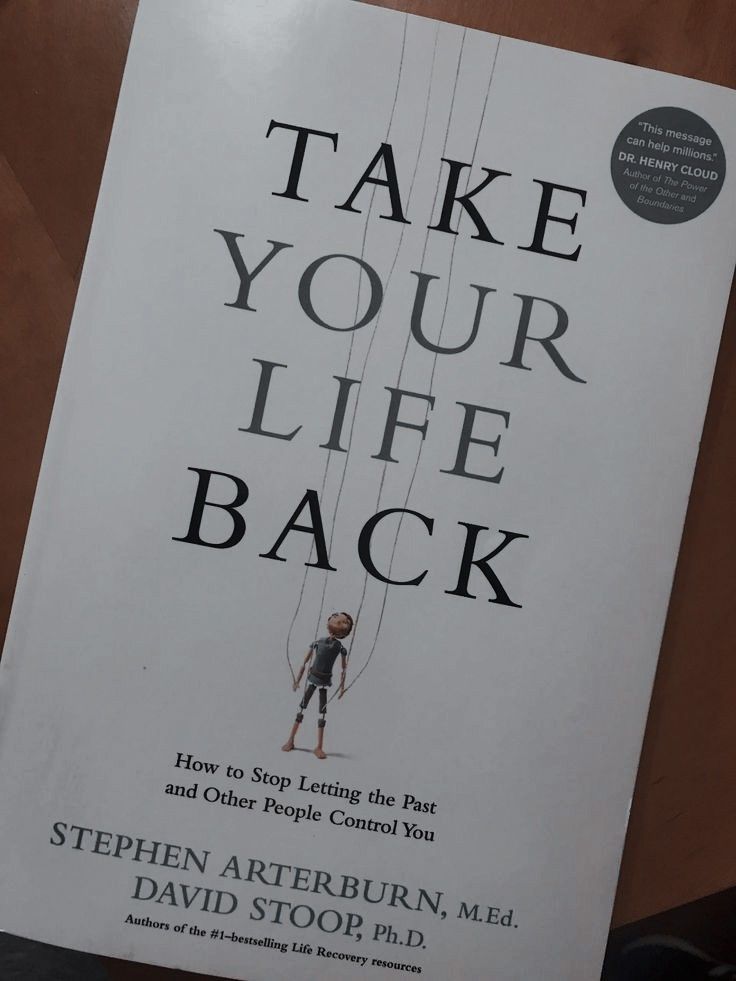 "This message
can help millions."
DR. HENRY CLOUD
Author of The Power
of the Other and
Boundaries
TAKE
YOUR
LIFE
BACK
How to Stop Letting the Past
and Other People Control You
STEPHEN ARTERBURN, M.Ed.
DAVID STOOP, Ph.D.
Authors of the #1–bestselling Life Recovery resources